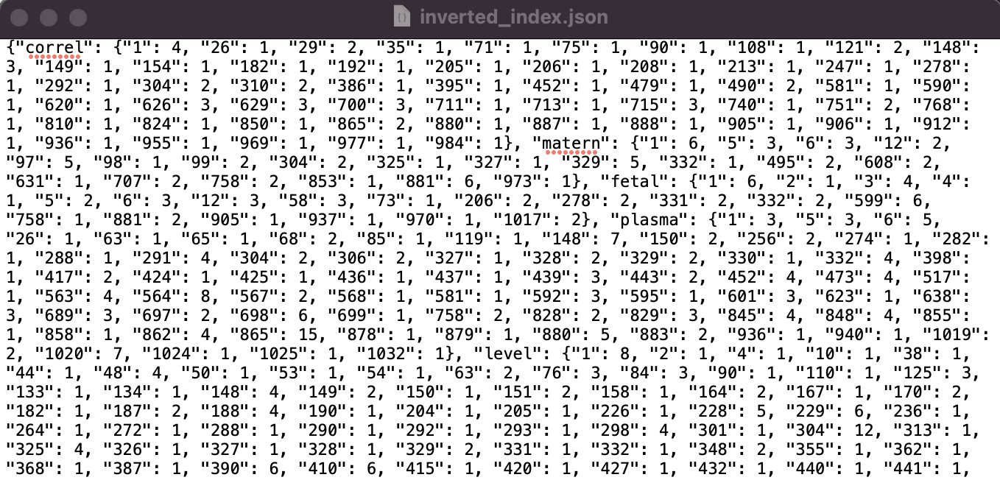 inverted_index.json
{"correl": {"1": 4, "26": 1, "29": 2, "35": 1, "71": 1, "75": 1, "90": 1, "108": 1, "121": 2, "148":
3, "149": 1, "154": 1, "182": 1, "192": 1, "205": 1, "206": 1, "208": 1, "213": 1, "247": 1, "278":
1, "292": 1, "304": 2, "310": 2, "386": 1, "395": 1, "452": 1, "479": 1, "490": 2, "581": 1, "590":
1, "620": 1, "626": 3, "629": 3, "700": 3, "711": 1, "713": 1, "715": 3, "740": 1, "751": 2, "768":
1, "810": 1, "824": 1, "850": 1, "865": 2, "880": 1, "887": 1, "888": 1, "905": 1, "906": 1, "912":
1, "936": 1, "955": 1, "969": 1, "977": 1, "984": 1}, "matern": {"1": 6, "5": 3, "6": 3, "12": 2,
"97": 5, "98": 1, "99": 2, "304": 2, "325": 1, "327": 1, "329": 5, "332": 1, "495": 2, "608": 2,
"631": 1, "707": 2, "758": 2, "853": 1, "881": 6, "973": 1}, "fetal": {"1": 6, "2": 1, "3": 4, "4":
1, "5": 2, "6": 3, "12": 3, "58": 3, "73": 1, "206": 2, "278": 2, "331": 2, "332": 2, "599": 6,
"758": 1, "881": 2, "905": 1, "937": 1, "970": 1, "1017": 2}, "plasma": {"1": 3, "5": 3, "6": 5,
"26": 1, "63": 1, "65": 1, "68": 2, "85": 1, "119": 1, "148": 7, "150": 2, "256": 2, "274": 1, "282":
1, "288": 1, "291": 4, "304": 2, "306": 2, "327": 1, "328": 2, "329": 2, "330": 1, "332": 4, "398":
1, "417": 2, "424": 1, "425": 1, "436": 1, "437": 1, "439": 3, "443": 2, "452": 4, "473": 4, "517":
1, "563": 4, "564": 8, "567": 2, "568": 1, "581": 1, "592": 3, "595": 1, "601": 3, "623": 1, "638":
3, "689": 3, "697": 2, "698": 6, "699": 1, "758": 2, "828": 2, "829": 3, "845": 4, "848": 4, "855":
1, "858": 1, "862": 4, "865": 15, "878": 1, "879": 1, "880": 5, "883": 2, "936": 1, "940": 1, "1019":
2, "1020": 7, "1024": 1, "1025": 1, "1032": 1}, "level": {"1": 8, "2": 1, "4": 1, "10": 1, "38": 1,
"44": 1, "48": 4, "50": 1, "53": 1, "54": 1, "63": 2, "76": 3, "84": 3, "90": 1, "110": 1, "125": 3,
"133": 1, "134": 1, "148": 4, "149": 2, "150": 1, "151": 2, "158": 1, "164": 2, "167": 1, "170": 2,
"182": 1, "187": 2, "188": 4, "190": 1, "204": 1, "205": 1, "226": 1, "228": 5, "229": 6, "236": 1,
"264": 1, "272": 1, "288": 1, "290": 1, "292": 1, "293": 1, "298": 4, "301": 1, "304": 12, "313": 1,
"325": 4, "326": 1, "327": 1, "328": 1, "329": 2, "331": 1, "332": 1, "348": 2, "355": 1, "362": 1,
"368": 1, "387": 1, "390": 6, "410": 6, "415": 1, "420": 1, "427": 1, "432": 1, "440": 1, "441": 1,